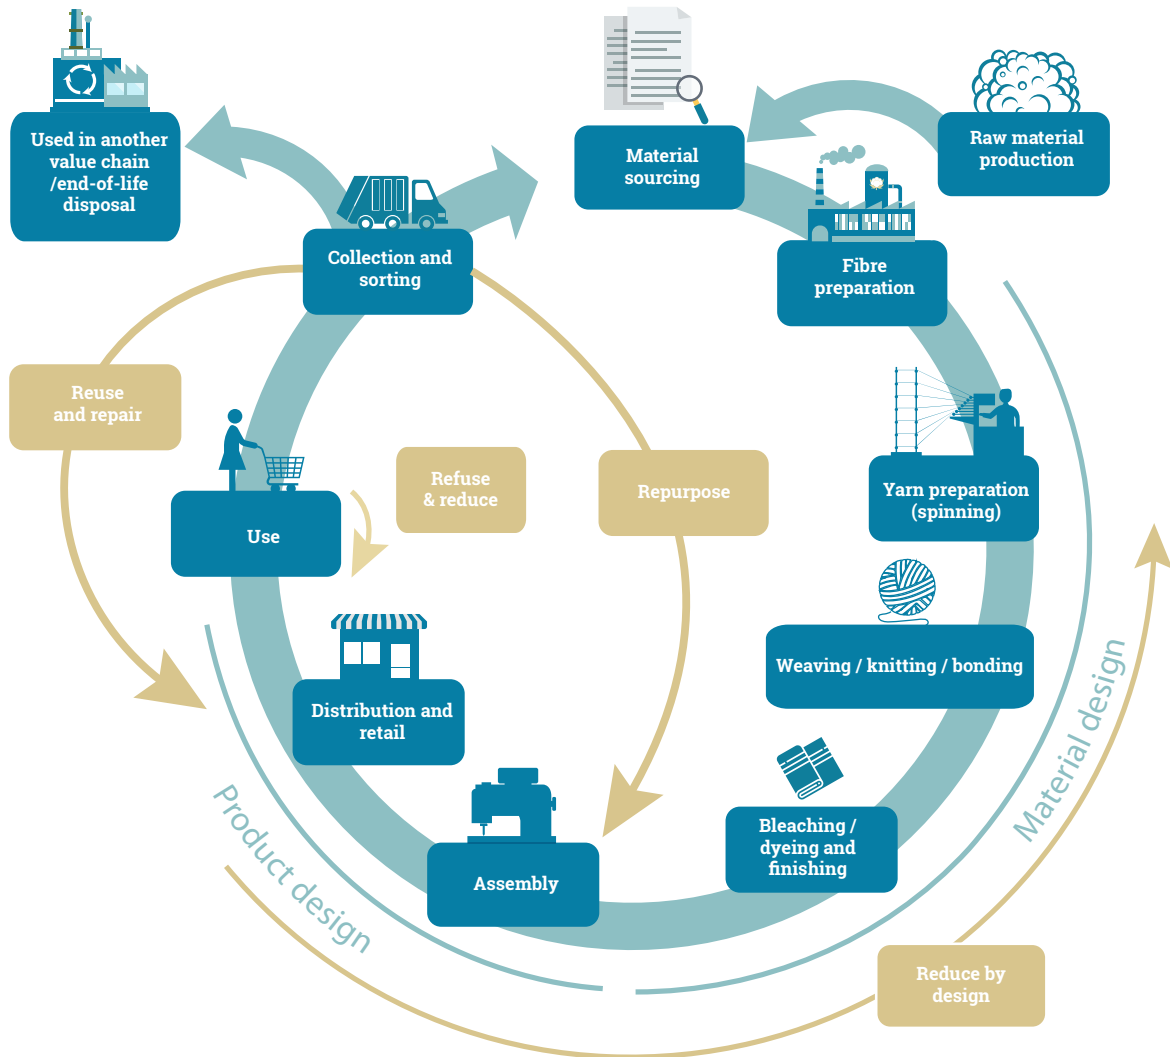 Used in another
value chain
/end-of-life
disposal
Material
sourcing
Raw material
production
Collection and
sorting
Fibre
preparation
Reuse
and repair
Refuse
& reduce
Repurpose
Yarn preparation
(spinning)
Use
Weaving / knitting / bonding
Distribution and
retail
Bleaching /
dyeing and
finishing
Assembly
Product design
Material design
Reduce by
design